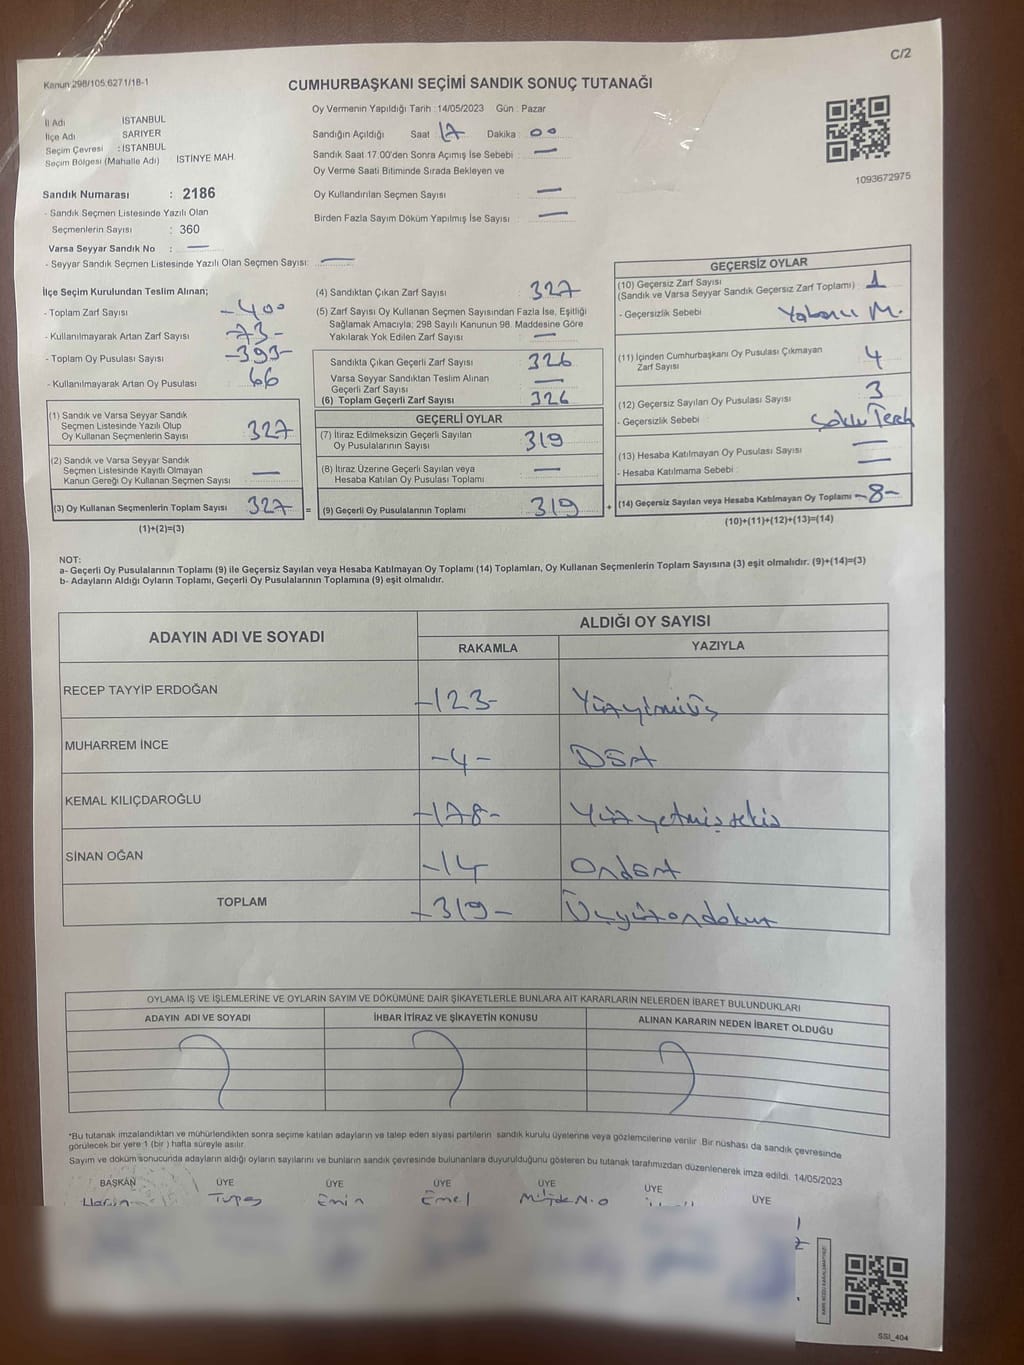 C/2
Kanun 298/105.6271/18-1
CUMHURBAŞKANI SEÇİMİ SANDIK SONUÇ TUTANAĞI
Oy Vermenin Yapıldığı Tarih : 14/05/2023 Gün : Pazar
İl Adı İSTANBUL
İlçe Adı SARIYER
Seçim Çevresi : İSTANBUL
Seçim Bölgesi (Mahalle Adı) İSTİNYE MAH.
Sandığın Açıldığı Saat 17 Dakika 00
Sandık Saat 17.00'den Sonra Açımış İse Sebebi : —
Oy Verme Saati Bitiminde Sırada Bekleyen ve
Oy Kullandırılan Seçmen Sayısı : —
Birden Fazla Sayım Döküm Yapılmış İse Sayısı : —
1093672975
Sandık Numarası : 2186
- Sandık Seçmen Listesinde Yazılı Olan
Seçmenlerin Sayısı : 360
Varsa Seyyar Sandık No : —
- Seyyar Sandık Seçmen Listesinde Yazılı Olan Seçmen Sayısı: —
İlçe Seçim Kurulundan Teslim Alınan;
- Toplam Zarf Sayısı -400
- Kullanılmayarak Artan Zarf Sayısı -73-
- Toplam Oy Pusulası Sayısı -393-
- Kullanılmayarak Artan Oy Pusulası 66
(1) Sandık ve Varsa Seyyar Sandık
Seçmen Listesinde Yazılı Olup
Oy Kullanan Seçmenlerin Sayısı 327
(2) Sandık ve Varsa Seyyar Sandık
Seçmen Listesinde Kayıtlı Olmayan
Kanun Gereği Oy Kullanan Seçmen Sayısı —
(3) Oy Kullanan Seçmenlerin Toplam Sayısı 327 =
(1)+(2)=(3)
(4) Sandıktan Çıkan Zarf Sayısı 327
(5) Zarf Sayısı Oy Kullanan Seçmen Sayısından Fazla İse, Eşitliği
Sağlamak Amacıyla; 298 Sayılı Kanunun 98. Maddesine Göre
Yakılarak Yok Edilen Zarf Sayısı —
Sandıkta Çıkan Geçerli Zarf Sayısı 326
Varsa Seyyar Sandıktan Teslim Alınan
Geçerli Zarf Sayısı —
(6) Toplam Geçerli Zarf Sayısı 326
GEÇERLİ OYLAR
(7) İtiraz Edilmeksizin Geçerli Sayılan
Oy Pusulalarının Sayısı 319
(8) İtiraz Üzerine Geçerli Sayılan veya
Hesaba Katılan Oy Pusulası Toplamı —
(9) Geçerli Oy Pusulalarının Toplamı 319 +
GEÇERSİZ OYLAR
(10) Geçersiz Zarf Sayısı
(Sandık ve Varsa Seyyar Sandık Geçersiz Zarf Toplamı) 1
- Geçersizlik Sebebi Yabancı M.
(11) İçinden Cumhurbaşkanı Oy Pusulası Çıkmayan
Zarf Sayısı 4
(12) Geçersiz Sayılan Oy Pusulası Sayısı 3
- Geçersizlik Sebebi
(13) Hesaba Katılmayan Oy Pusulası Sayısı —
- Hesaba Katılmama Sebebi : —
(14) Geçersiz Sayılan veya Hesaba Katılmayan Oy Toplamı -8-
(10)+(11)+(12)+(13)=(14)
NOT:
a- Geçerli Oy Pusulalarının Toplamı (9) ile Geçersiz Sayılan veya Hesaba Katılmayan Oy Toplamı (14) Toplamları, Oy Kullanan Seçmenlerin Toplam Sayısına (3) eşit olmalıdır. (9)+(14)=(3)
b- Adayların Aldığı Oyların Toplamı, Geçerli Oy Pusulalarının Toplamına (9) eşit olmalıdır.
ADAYIN ADI VE SOYADI
ALDIĞI OY SAYISI
RAKAMLA YAZIYLA
RECEP TAYYİP ERDOĞAN -123- Yüzyirmiüç
MUHARREM İNCE -4- Dört
KEMAL KILIÇDAROĞLU -178- Yüzyetmişsekiz
SİNAN OĞAN -14 Ondört
TOPLAM -319- Üçyüzondokuz
OYLAMA İŞ VE İŞLEMLERİNE VE OYLARIN SAYIM VE DÖKÜMÜNE DAİR ŞİKAYETLERLE BUNLARA AİT KARARLARIN NELERDEN İBARET BULUNDUKLARI
ADAYIN ADI VE SOYADI İHBAR İTİRAZ VE ŞİKAYETİN KONUSU ALINAN KARARIN NEDEN İBARET OLDUĞU
*Bu tutanak imzalandıktan ve mühürlendikten sonra seçime katılan adayların ve talep eden siyasi partilerin sandık kurulu üyelerine veya gözlemcilerine verilir. Bir nüshası da sandık çevresinde
görülecek bir yere 1 (bir ) hafta süreyle asılır.
Sayım ve döküm sonucunda adayların aldığı oyların sayılarını ve bunların sandık çevresinde bulunanlara duyurulduğunu gösteren bu tutanak tarafımızdan düzenlenerek imza edildi. 14/05/2023
BAŞKAN ÜYE ÜYE ÜYE ÜYE ÜYE ÜYE
Emin Emel Müjde N.O
SSI_404